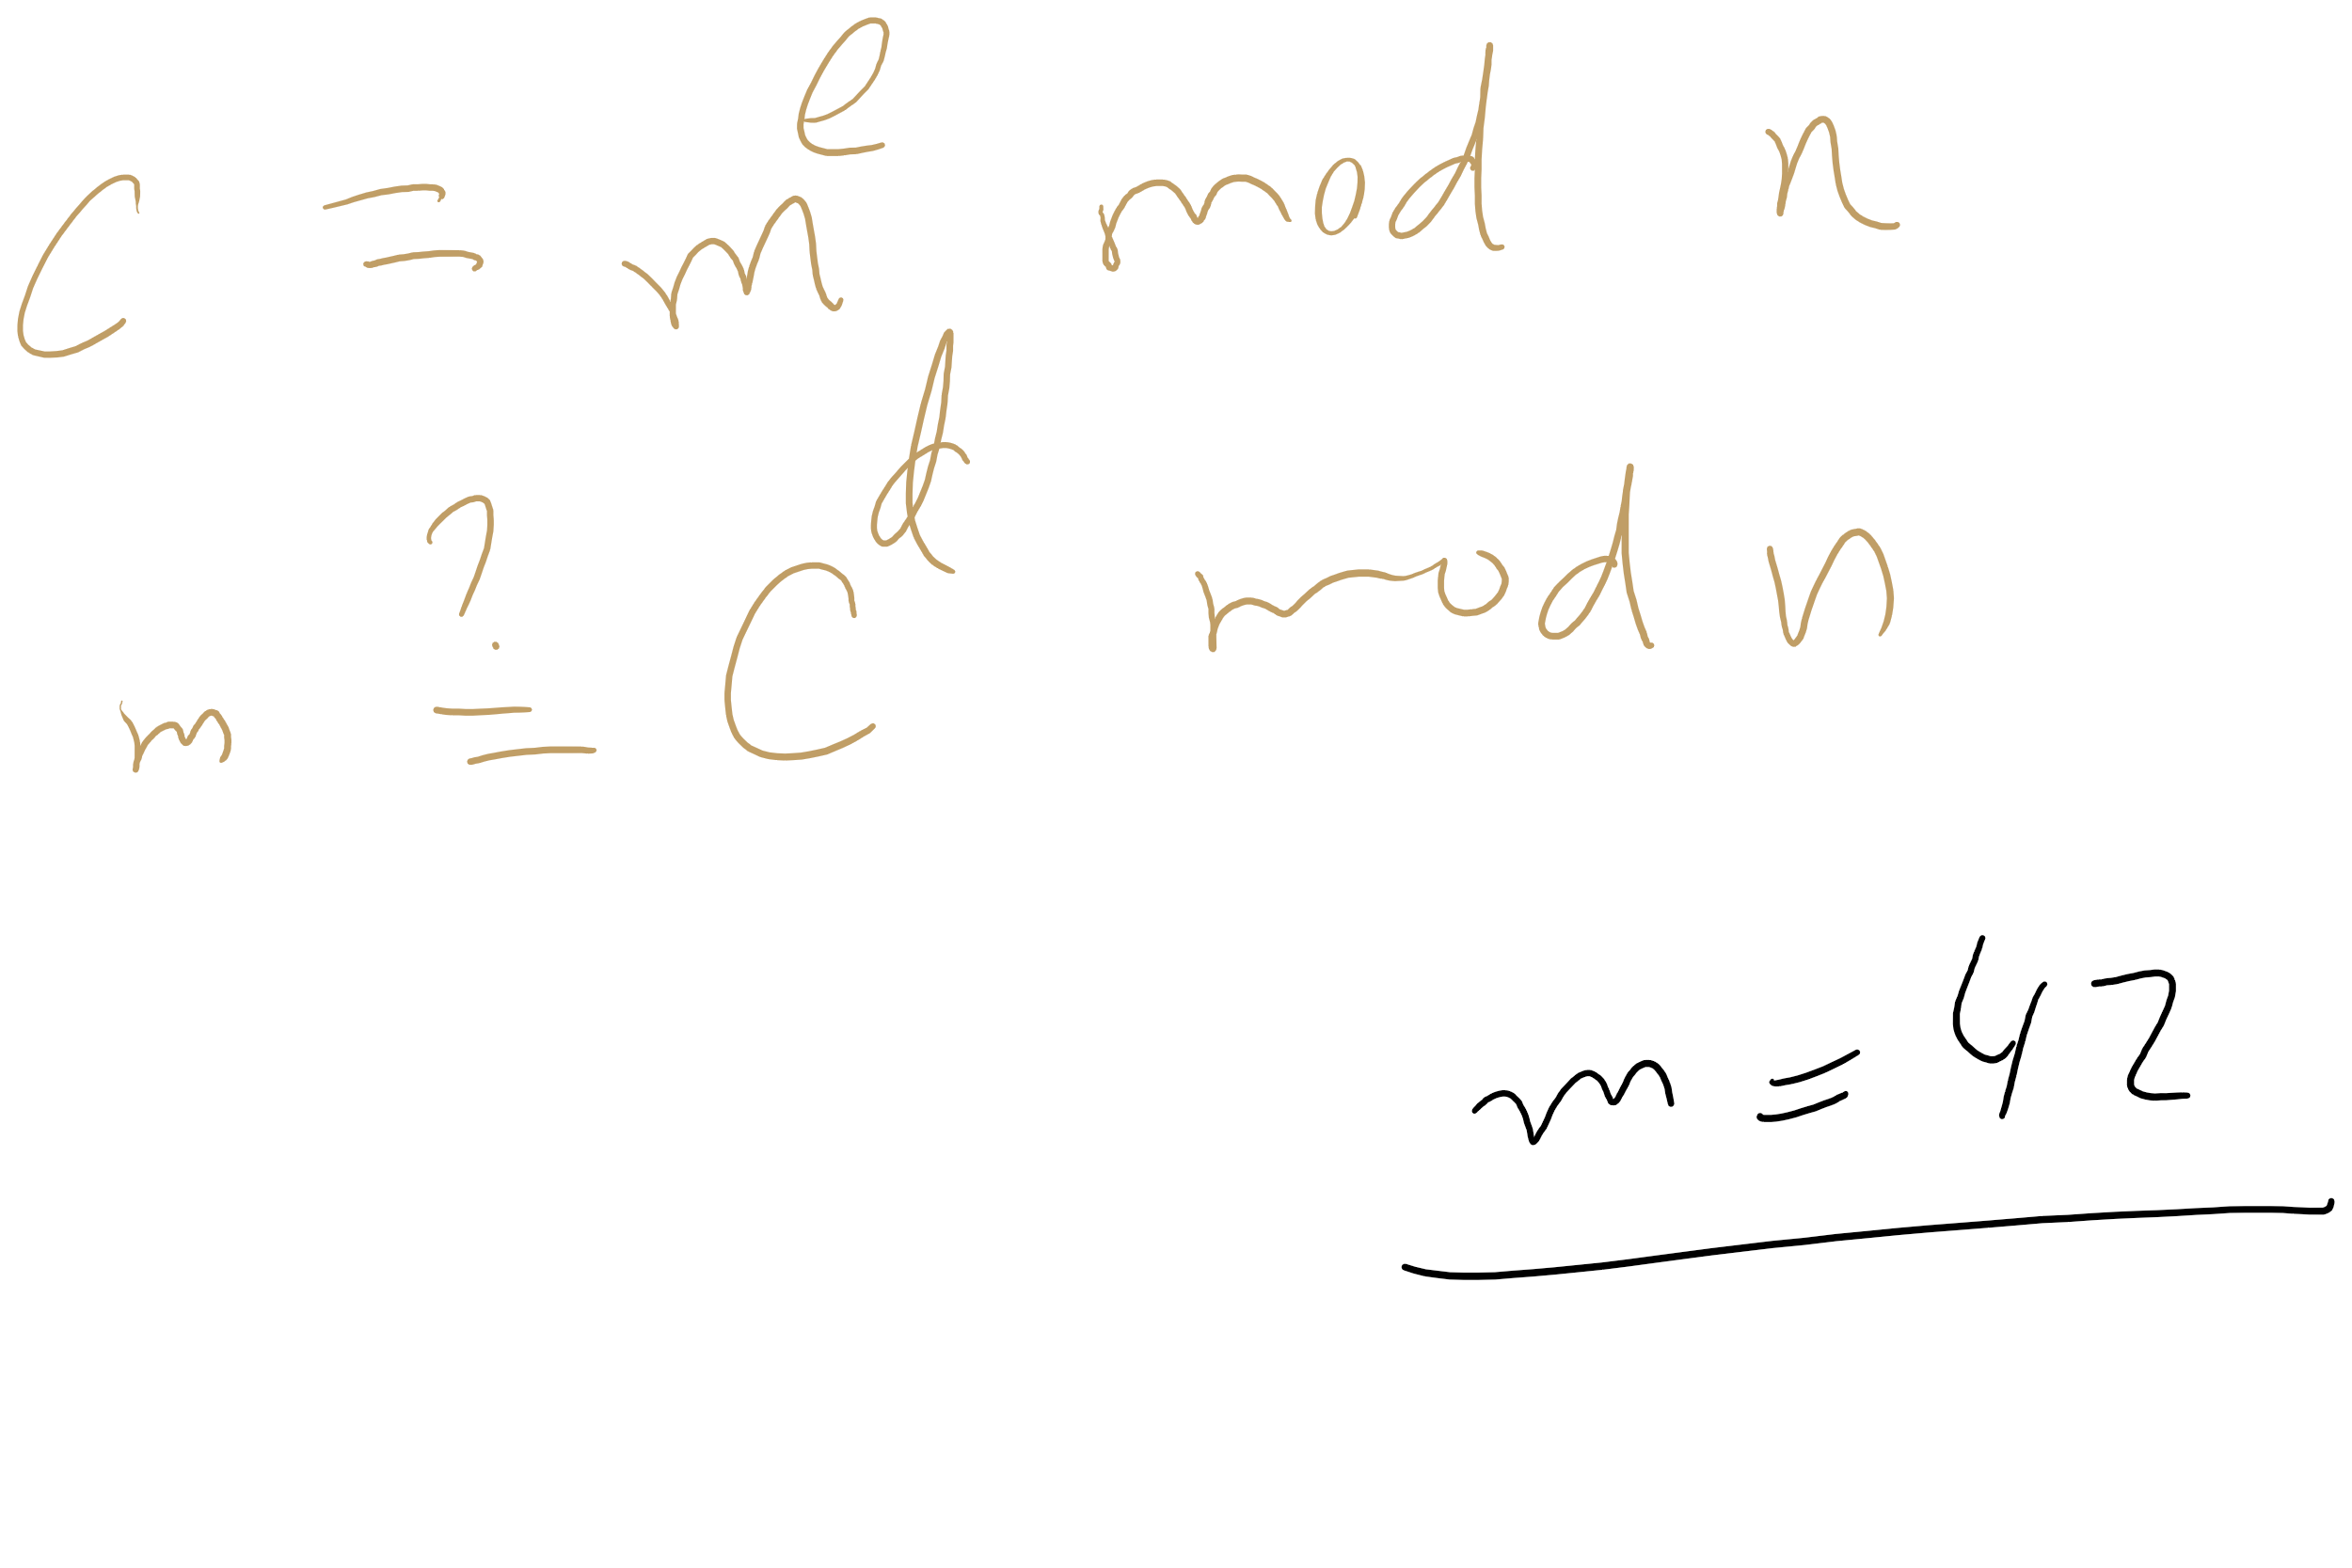 C = m^e mod n
m ≟ C^d mod n
m = 42